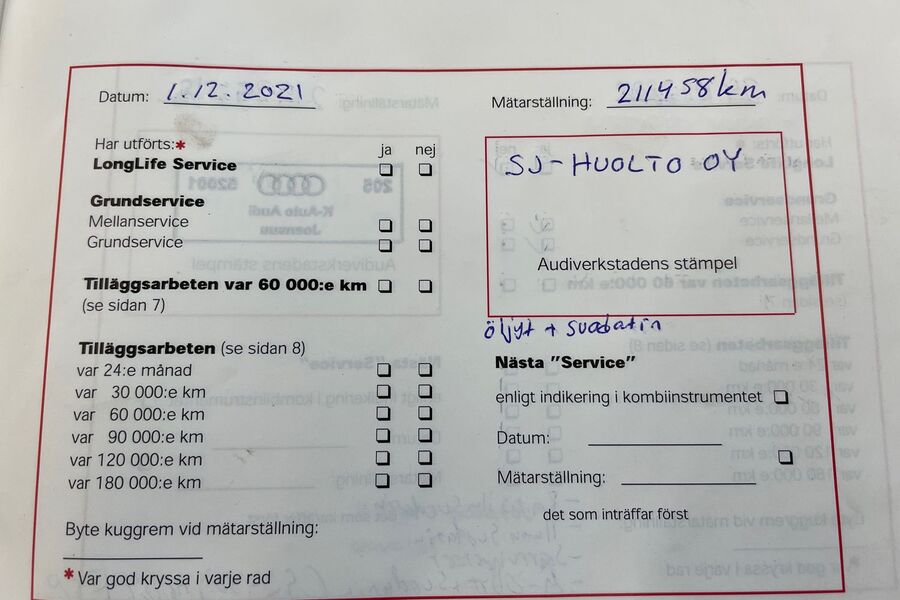 Datum: 1.12.2021
Mätarställning: 211458km
Har utförts:*
ja nej
LongLife Service
Grundservice
Mellanservice
Grundservice
Tilläggsarbeten var 60 000:e km
(se sidan 7)
Tilläggsarbeten (se sidan 8)
var 24:e månad
var 30 000:e km
var 60 000:e km
var 90 000:e km
var 120 000:e km
var 180 000:e km
Byte kuggrem vid mätarställning:
*Var god kryssa i varje rad
SJ-HUOLTO OY
Audiverkstadens stämpel
öljyt + suodatin
Nästa "Service"
enligt indikering i kombiinstrumentet
Datum:
Mätarställning:
det som inträffar först